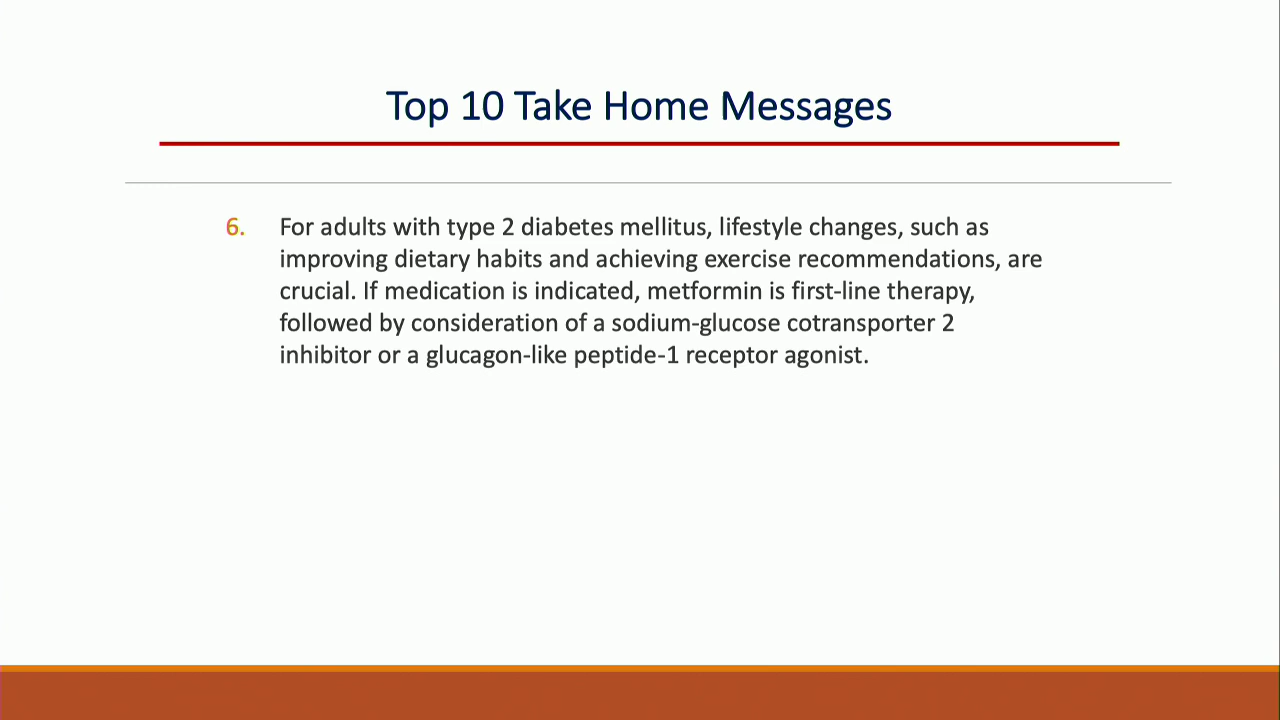 Top 10 Take Home Messages
6. For adults with type 2 diabetes mellitus, lifestyle changes, such as
improving dietary habits and achieving exercise recommendations, are
crucial. If medication is indicated, metformin is first-line therapy,
followed by consideration of a sodium-glucose cotransporter 2
inhibitor or a glucagon-like peptide-1 receptor agonist.